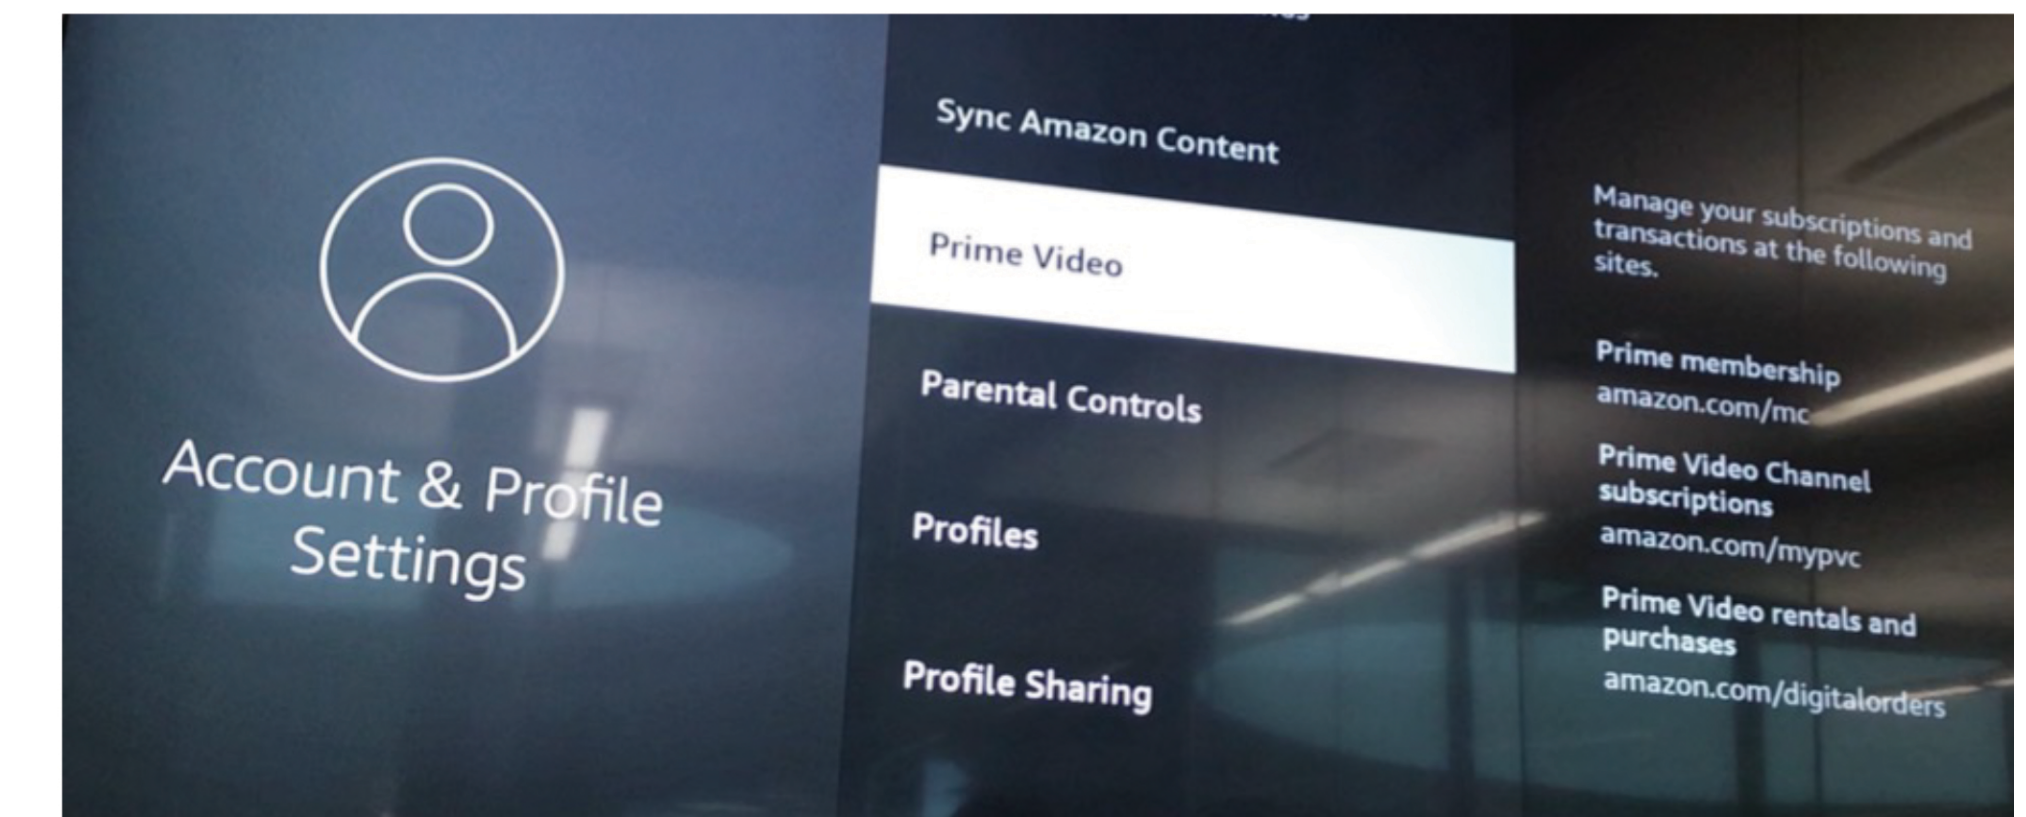 Account & Profile
Settings
Sync Amazon Content
Prime Video
Parental Controls
Profiles
Profile Sharing
Manage your subscriptions and
transactions at the following
sites.
Prime membership
amazon.com/mc
Prime Video Channel
subscriptions
amazon.com/mypvc
Prime Video rentals and
purchases
amazon.com/digitalorders